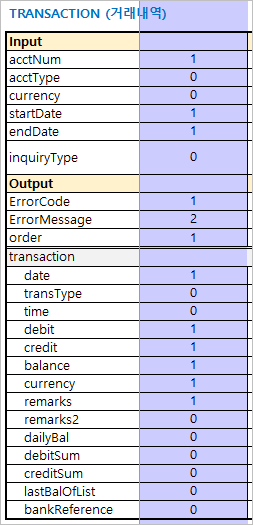 TRANSACTION (거래내역)
Input
acctNum 1
acctType 0
currency 0
startDate 1
endDate 1
inquiryType 0
Output
ErrorCode 1
ErrorMessage 2
order 1
transaction
date 1
transType 0
time 0
debit 1
credit 1
balance 1
currency 1
remarks 1
remarks2 0
dailyBal 0
debitSum 0
creditSum 0
lastBalOfList 0
bankReference 0